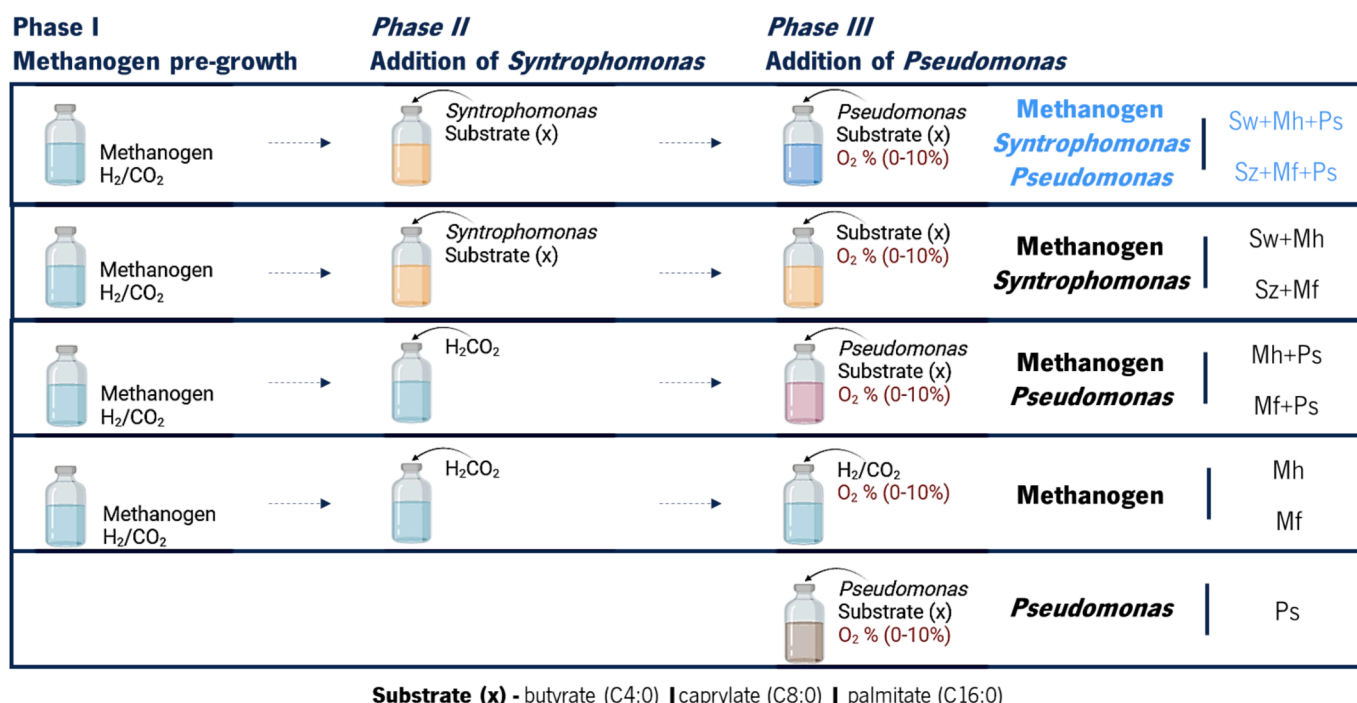 Phase I
Methanogen pre-growth
Phase II
Addition of Syntrophomonas
Phase III
Addition of Pseudomonas
Methanogen
H₂/CO₂
Syntrophomonas
Substrate (x)
Pseudomonas
Substrate (x)
O₂ % (0-10%)
Methanogen
Syntrophomonas
Pseudomonas
Sw+Mh+Ps
Sz+Mf+Ps
Methanogen
H₂/CO₂
Syntrophomonas
Substrate (x)
Substrate (x)
O₂ % (0-10%)
Methanogen
Syntrophomonas
Sw+Mh
Sz+Mf
Methanogen
H₂/CO₂
H₂CO₂
Pseudomonas
Substrate (x)
O₂ % (0-10%)
Methanogen
Pseudomonas
Mh+Ps
Mf+Ps
Methanogen
H₂/CO₂
H₂CO₂
H₂/CO₂
O₂ % (0-10%)
Methanogen
Mh
Mf
Pseudomonas
Substrate (x)
O₂ % (0-10%)
Pseudomonas
Ps
Substrate (x) - butyrate (C4:0) | caprylate (C8:0) | palmitate (C16:0)